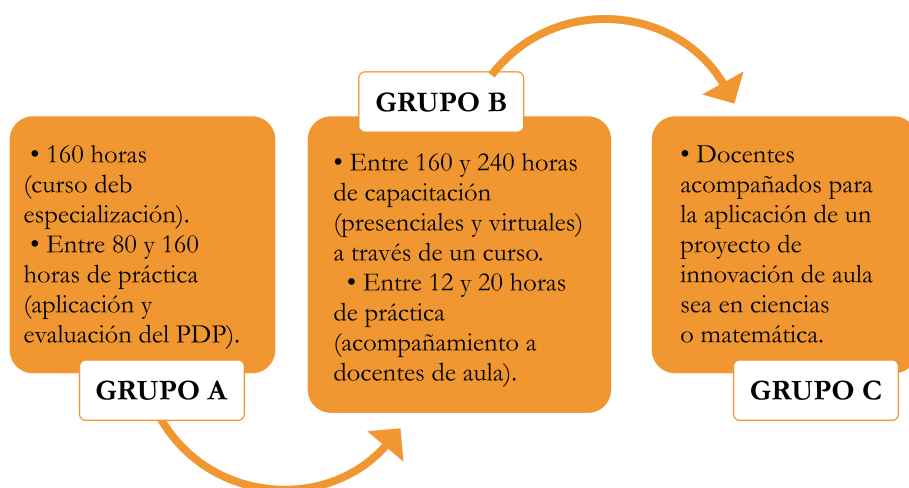 • 160 horas
(curso deb
especialización).
• Entre 80 y 160
horas de práctica
(aplicación y
evaluación del PDP).
GRUPO A
GRUPO B
• Entre 160 y 240 horas
de capacitación
(presenciales y virtuales)
a través de un curso.
• Entre 12 y 20 horas
de práctica
(acompañamiento a
docentes de aula).
• Docentes
acompañados para
la aplicación de un
proyecto de
innovación de aula
sea en ciencias
o matemática.
GRUPO C